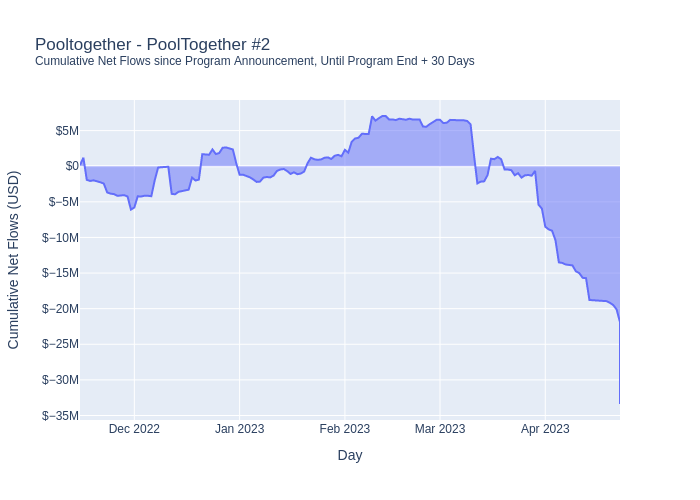 Pooltogether - PoolTogether #2
Cumulative Net Flows since Program Announcement, Until Program End + 30 Days
Cumulative Net Flows (USD)
$5M
$0
$−5M
$−10M
$−15M
$−20M
$−25M
$−30M
$−35M
Dec 2022
Jan 2023
Feb 2023
Mar 2023
Apr 2023
Day